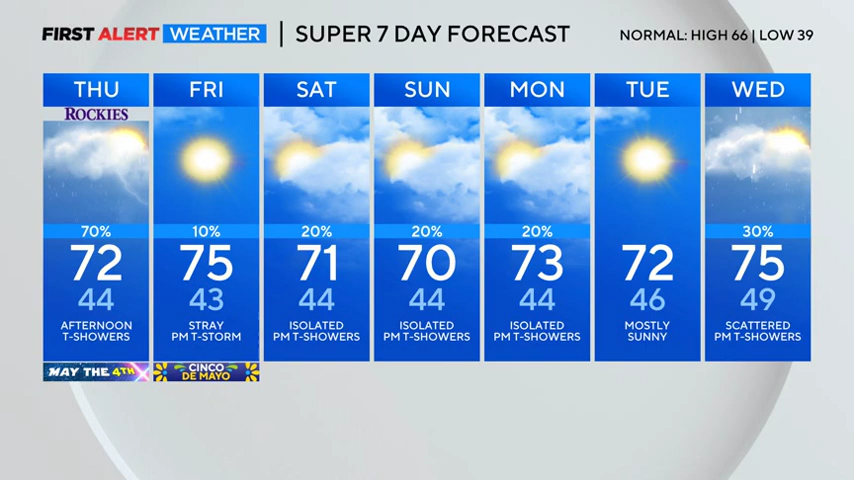 FIRST ALERT WEATHER | SUPER 7 DAY FORECAST NORMAL: HIGH 66 | LOW 39
THU FRI SAT SUN MON TUE WED
ROCKIES
70% 10% 20% 20% 20% 30%
72 75 71 70 73 72 75
44 43 44 44 44 46 49
AFTERNOON STRAY ISOLATED ISOLATED ISOLATED MOSTLY SCATTERED
T-SHOWERS PM T-STORM PM T-SHOWERS PM T-SHOWERS PM T-SHOWERS SUNNY PM T-SHOWERS
MAY THE 4TH CINCO
DE MAYO